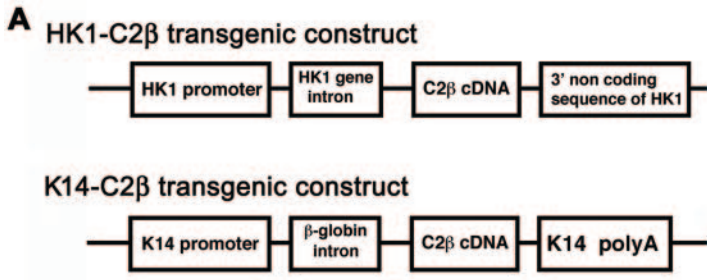 A
HK1-C2β transgenic construct
HK1 promoter
HK1 gene
intron
C2β cDNA
3' non coding
sequence of HK1
K14-C2β transgenic construct
K14 promoter
β-globin
intron
C2β cDNA
K14 polyA